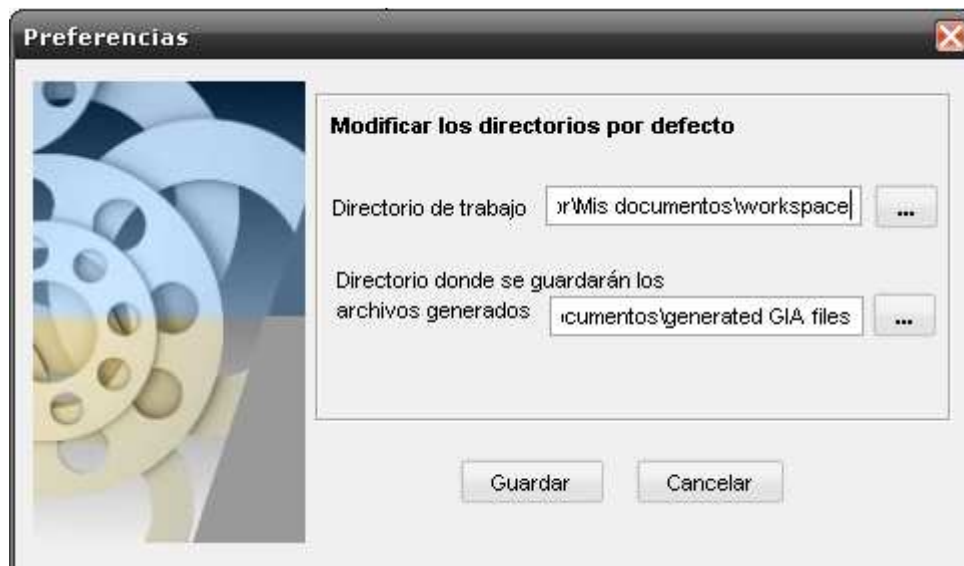 Preferencias
Modificar los directorios por defecto
Directorio de trabajo
r\Mis documentos\workspace
...
Directorio donde se guardarán los
archivos generados
cumentos\generated GIA files
...
Guardar
Cancelar